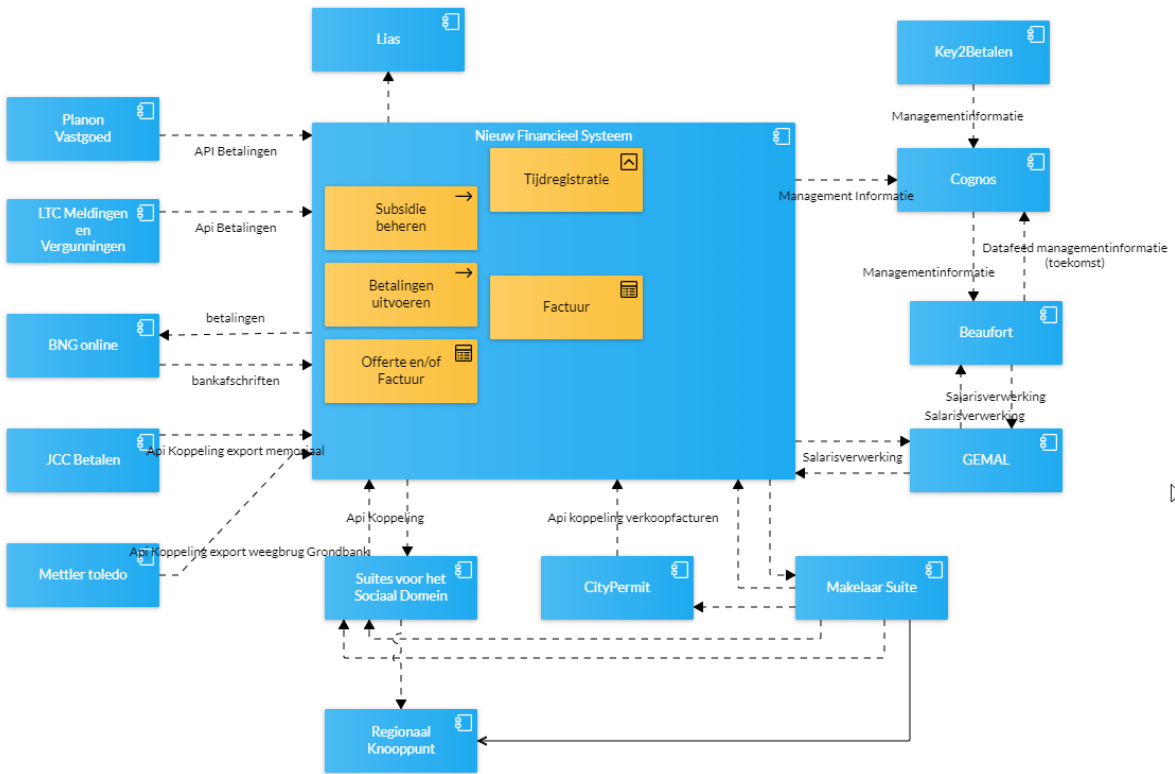 Lias
Key2Betalen
Planon
Vastgoed
API Betalingen
Nieuw Financieel Systeem
Managementinformatie
Tijdregistratie
Cognos
Management Informatie
LTC Meldingen
en
Vergunningen
Api Betalingen
Subsidie
beheren
Datafeed managementinformatie
(toekomst)
Managementinformatie
Betalingen
uitvoeren
Factuur
betalingen
BNG online
bankafschriften
Beaufort
Offerte en/of
Factuur
Salarisverwerking
Salarisverwerking
JCC Betalen
Api Koppeling export memoriaal
Salarisverwerking
GEMAL
Api Koppeling
Api koppeling verkoopfacturen
Api Koppeling export weegbrug Grondbank
Mettler toledo
Suites voor het
Sociaal Domein
CityPermit
Makelaar Suite
Regionaal
Knooppunt